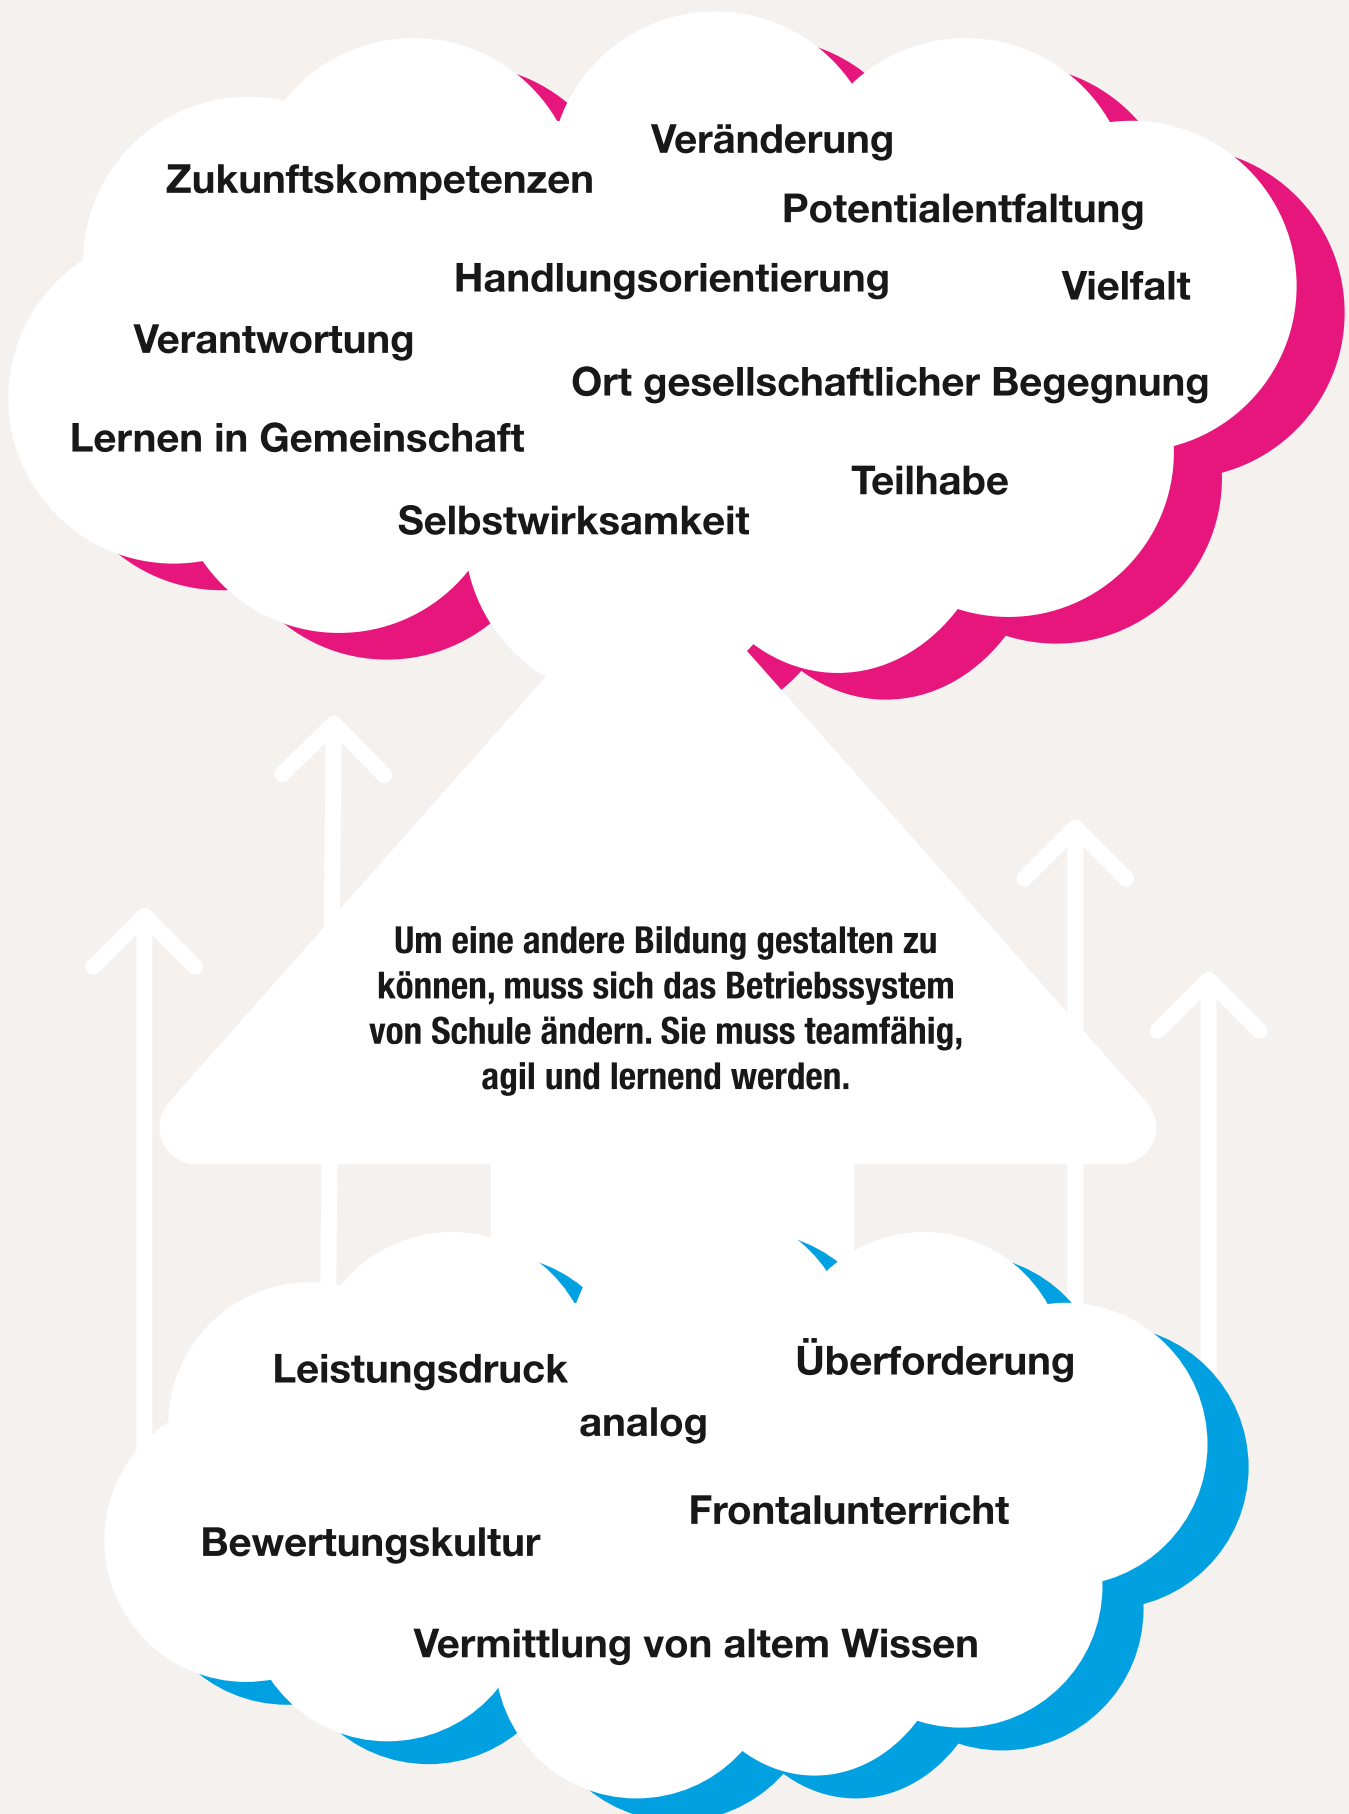 Veränderung
Zukunftskompetenzen
Potentialentfaltung
Handlungsorientierung
Vielfalt
Verantwortung
Ort gesellschaftlicher Begegnung
Lernen in Gemeinschaft
Teilhabe
Selbstwirksamkeit
Um eine andere Bildung gestalten zu
können, muss sich das Betriebssystem
von Schule ändern. Sie muss teamfähig,
agil und lernend werden.
Leistungsdruck
Überforderung
analog
Frontalunterricht
Bewertungskultur
Vermittlung von altem Wissen